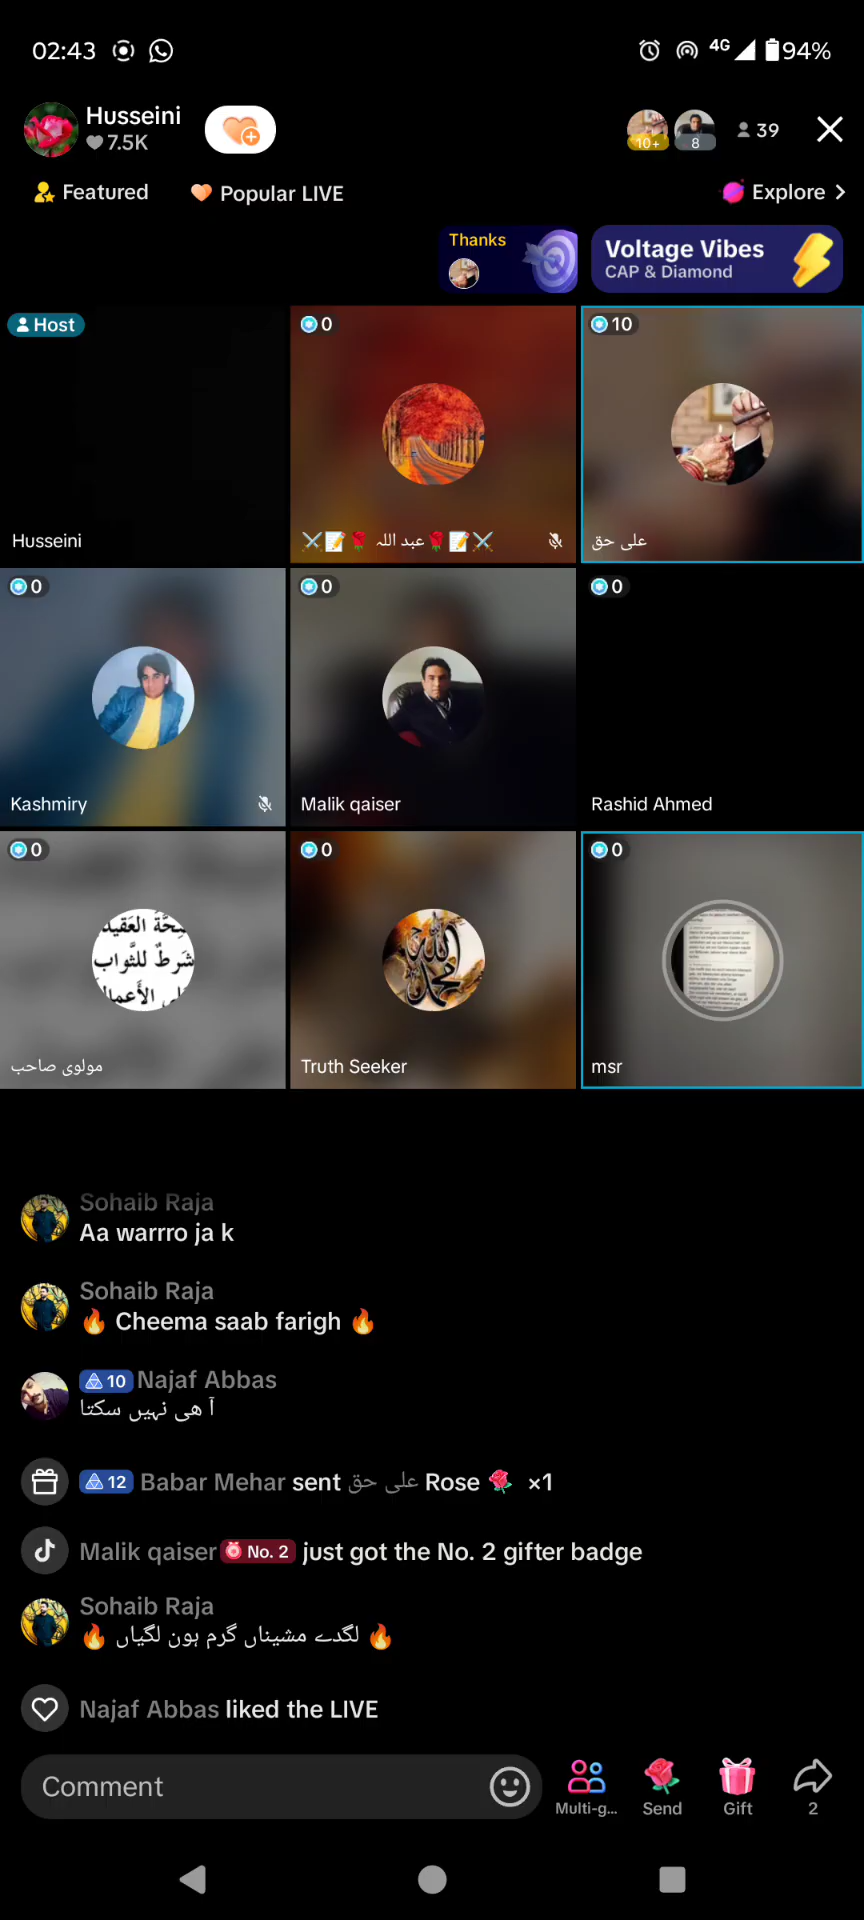 02:43
4G 94%
Husseini
7.5K
10+
8
39
Featured
Popular LIVE
Explore
Thanks
Voltage Vibes
CAP & Diamond
Host
0
10
Husseini
⚔️📝🌹 عبد اللہ 🌹📝⚔️
علی حق
0
0
0
Kashmiry
Malik qaiser
Rashid Ahmed
0
0
0
شرطٌ للثَّواب
مولوی صاحب
Truth Seeker
msr
Sohaib Raja
Aa warrro ja k
Sohaib Raja
🔥 Cheema saab farigh 🔥
10 Najaf Abbas
آ ھی نہیں سکتا
12 Babar Mehar sent علی حق Rose 🌹 ×1
Malik qaiser No. 2 just got the No. 2 gifter badge
Sohaib Raja
🔥 لگدے مشیناں گرم ہون لگیاں 🔥
Najaf Abbas liked the LIVE
Comment
Multi-g...
Send
Gift
2